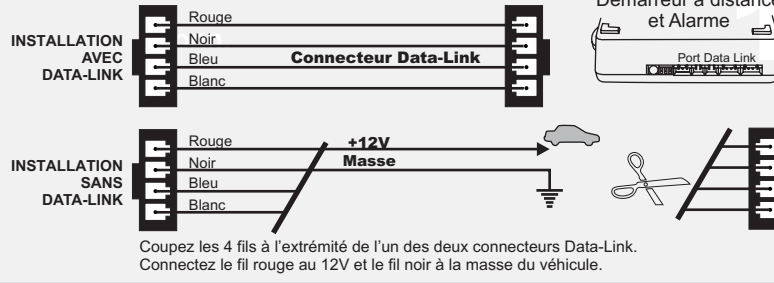 INSTALLATION
AVEC
DATA-LINK
Rouge
Noir
Bleu
Blanc
Connecteur Data-Link
Démarreur à distance
et Alarme
Port Data Link
INSTALLATION
SANS
DATA-LINK
Rouge
Noir
Bleu
Blanc
+12V
Masse
Coupez les 4 fils à l'extrémité de l'un des deux connecteurs Data-Link.
Connectez le fil rouge au 12V et le fil noir à la masse du véhicule.